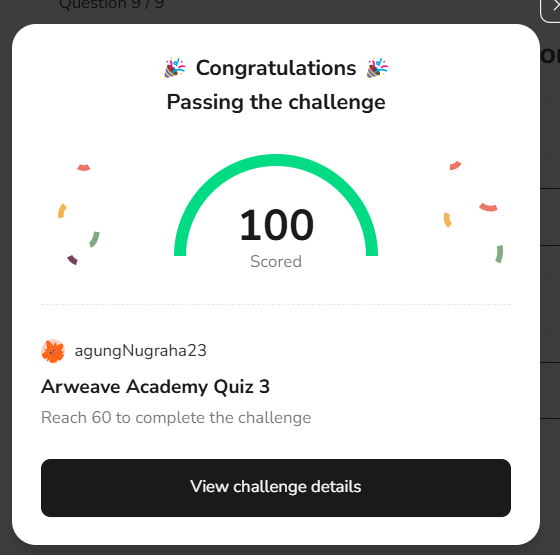 Question 9 / 9
🎉 Congratulations 🎉
Passing the challenge
100
Scored
agungNugraha23
Arweave Academy Quiz 3
Reach 60 to complete the challenge
View challenge details